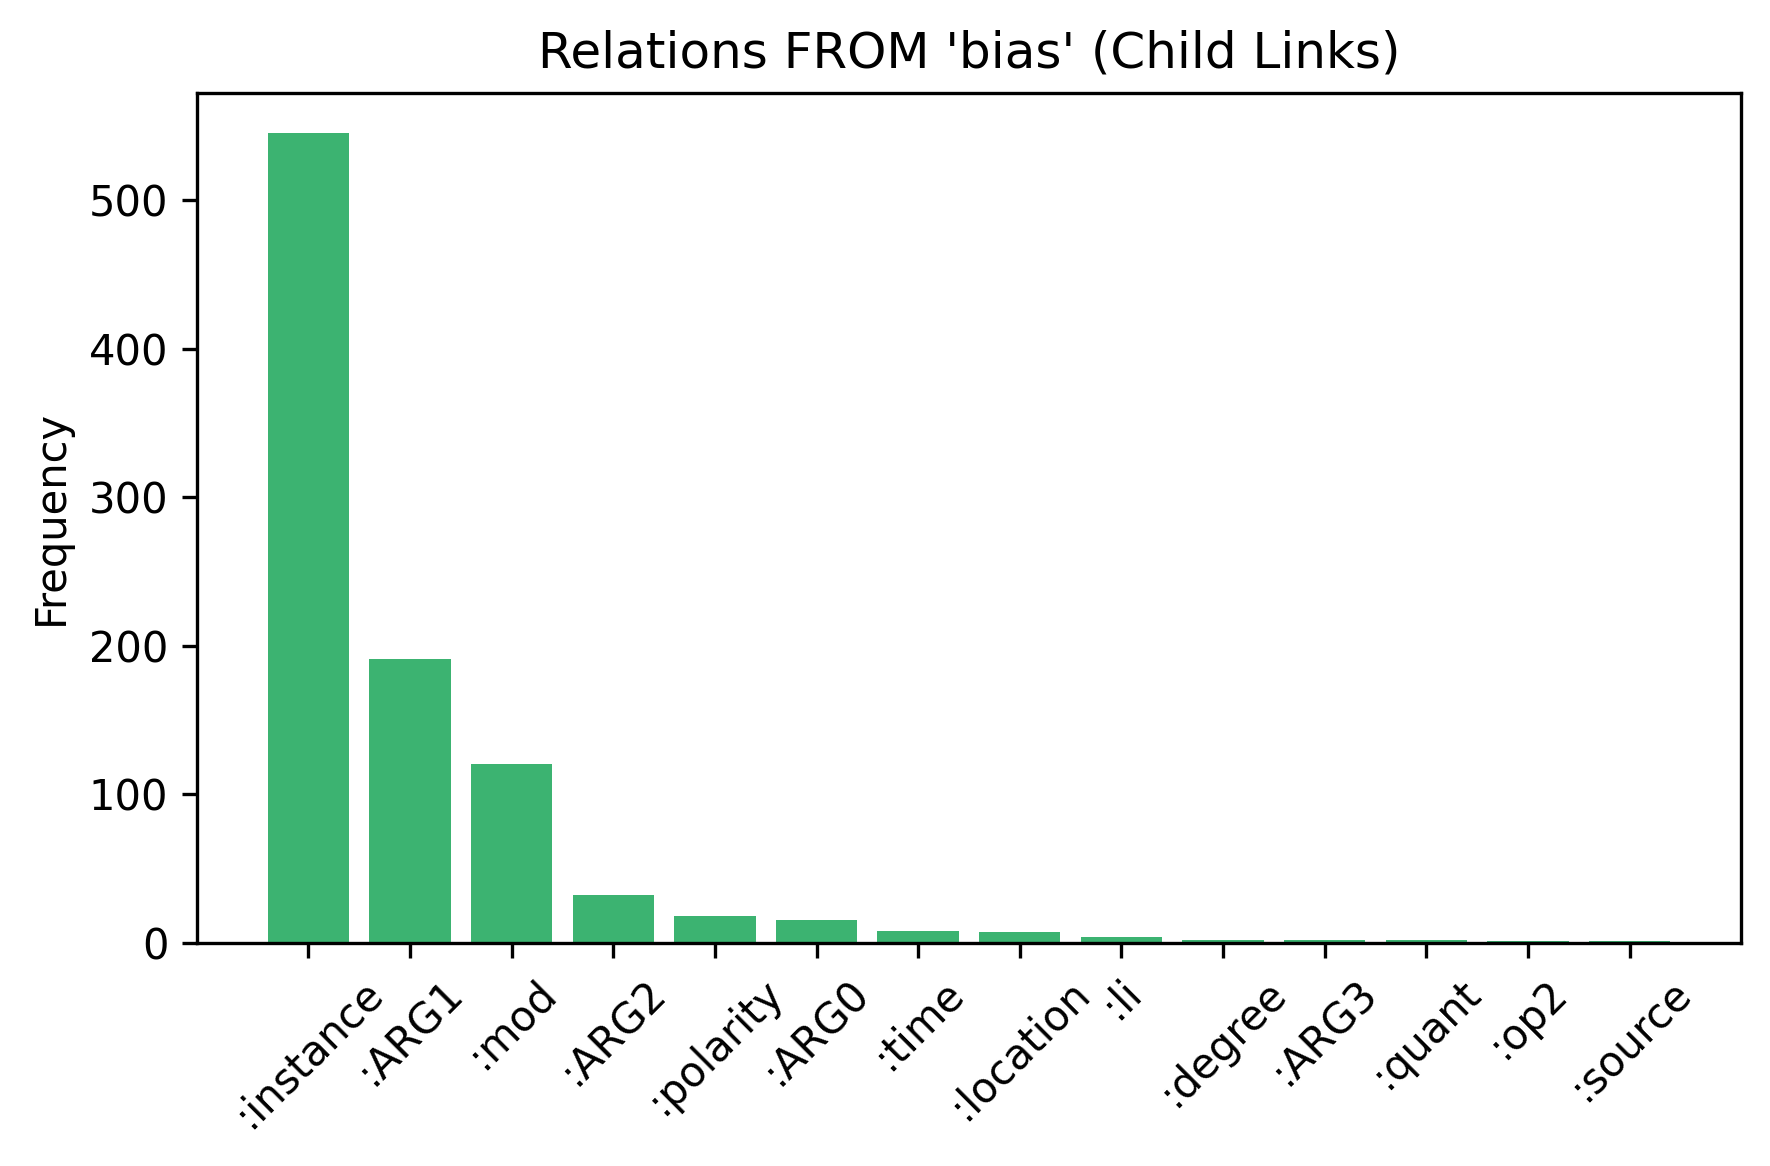 Relations FROM 'bias' (Child Links)
Frequency
500
400
300
200
100
0
:instance
:ARG1
:mod
:ARG2
:polarity
:ARG0
:time
:location
:li
:degree
:ARG3
:quant
:op2
:source